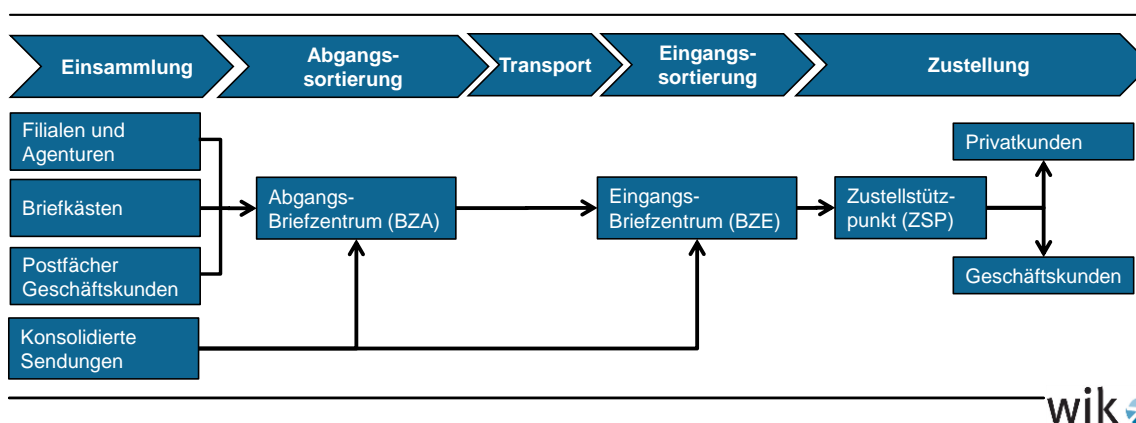 Einsammlung
Abgangs-
sortierung
Transport
Eingangs-
sortierung
Zustellung
Filialen und
Agenturen
Briefkästen
Postfächer
Geschäftskunden
Konsolidierte
Sendungen
Abgangs-
Briefzentrum (BZA)
Eingangs-
Briefzentrum (BZE)
Zustellstütz-
punkt (ZSP)
Privatkunden
Geschäftskunden
wik